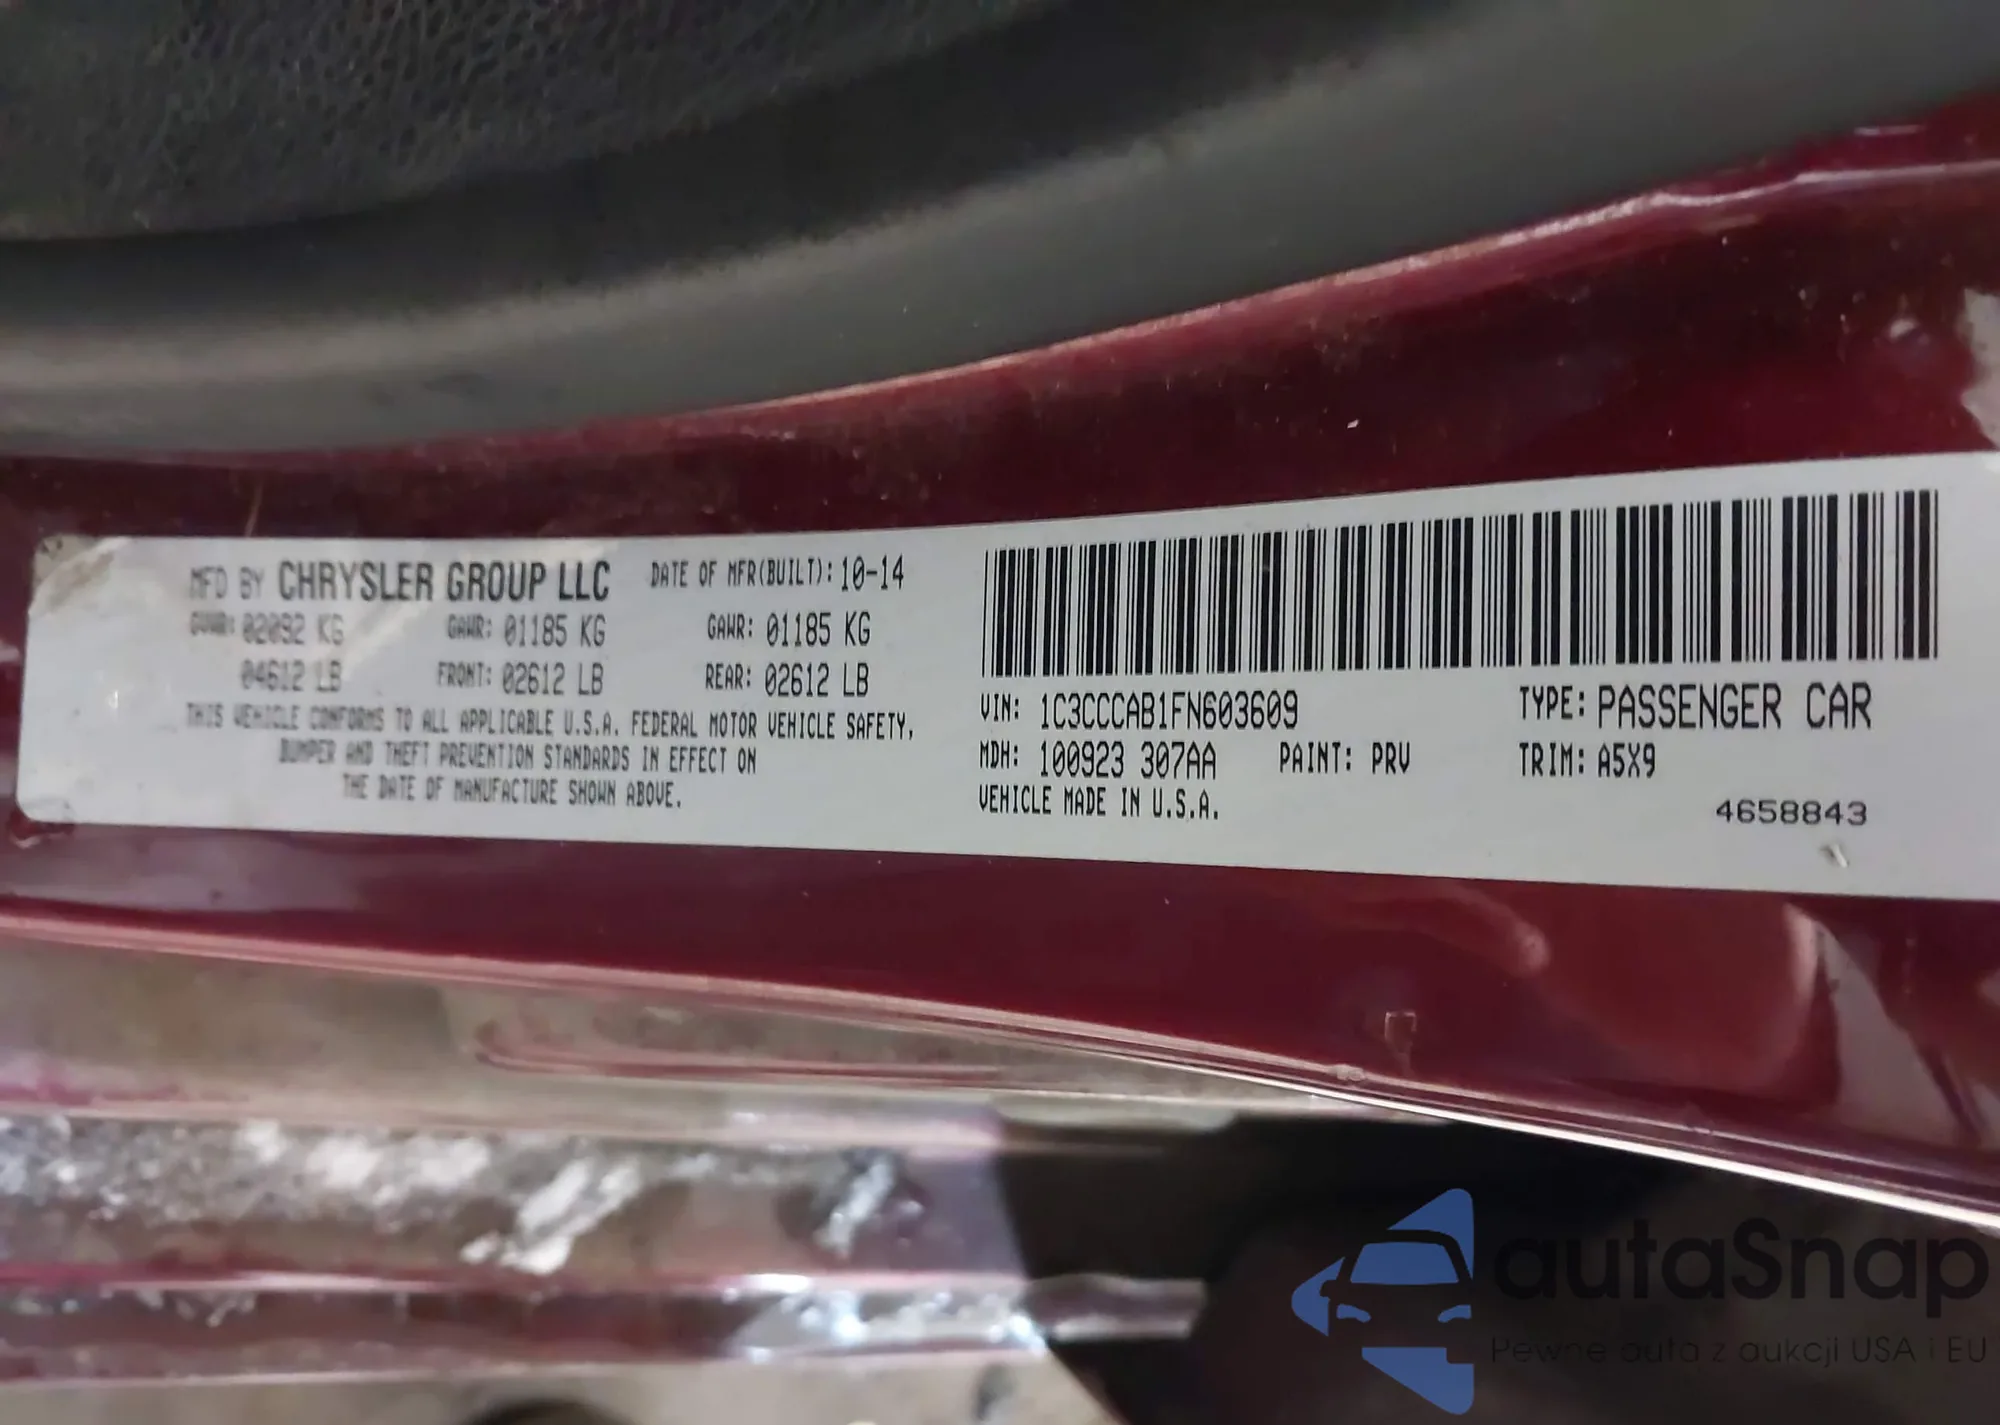 MFD BY CHRYSLER GROUP LLC DATE OF MFR(BUILT): 10-14
GVWR: 02092 KG GAWR: 01185 KG GAWR: 01185 KG
04612 LB FRONT: 02612 LB REAR: 02612 LB
THIS VEHICLE CONFORMS TO ALL APPLICABLE U.S.A. FEDERAL MOTOR VEHICLE SAFETY,
BUMPER AND THEFT PREVENTION STANDARDS IN EFFECT ON
THE DATE OF MANUFACTURE SHOWN ABOVE.
VIN: 1C3CCCAB1FN603609 TYPE: PASSENGER CAR
MDH: 100923 307AA PAINT: PRV TRIM: A5X9
VEHICLE MADE IN U.S.A.
4658843
autaSnap
Pewne auta z aukcji USA i EU